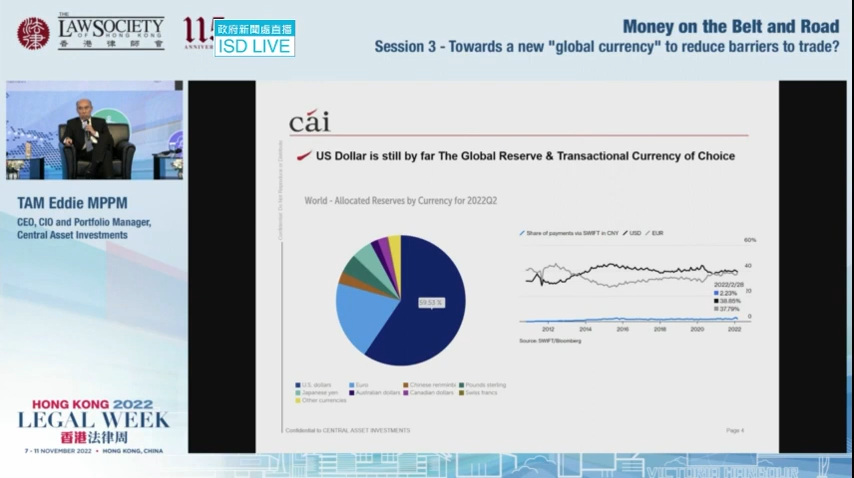 THE
LAW SOCIETY
OF HONG KONG
香港律師會
115
ANNIVERS
政府新聞處直播
ISD LIVE
Money on the Belt and Road
Session 3 - Towards a new "global currency" to reduce barriers to trade?
TAM Eddie MPPM
CEO, CIO and Portfolio Manager,
Central Asset Investments
HONG KONG 2022
LEGAL WEEK
香港法律周
7 - 11 NOVEMBER 2022 • HONG KONG, CHINA
cái
US Dollar is still by far The Global Reserve & Transactional Currency of Choice
World - Allocated Reserves by Currency for 2022Q2
59.53 %
U.S. dollars Euro Chinese renminbi Pounds sterling
Japanese yen Australian dollars Canadian dollars Swiss francs
Other currencies
Share of payments via SWIFT in CNY USD EUR
60%
40
2022/2/28
2.23%
37.79%
0
2012 2014 2016 2018 2020 2022
Source: SWIFT/Bloomberg
Confidential to CENTRAL ASSET INVESTMENTS
Page 4
VICTORIA HARBOUR